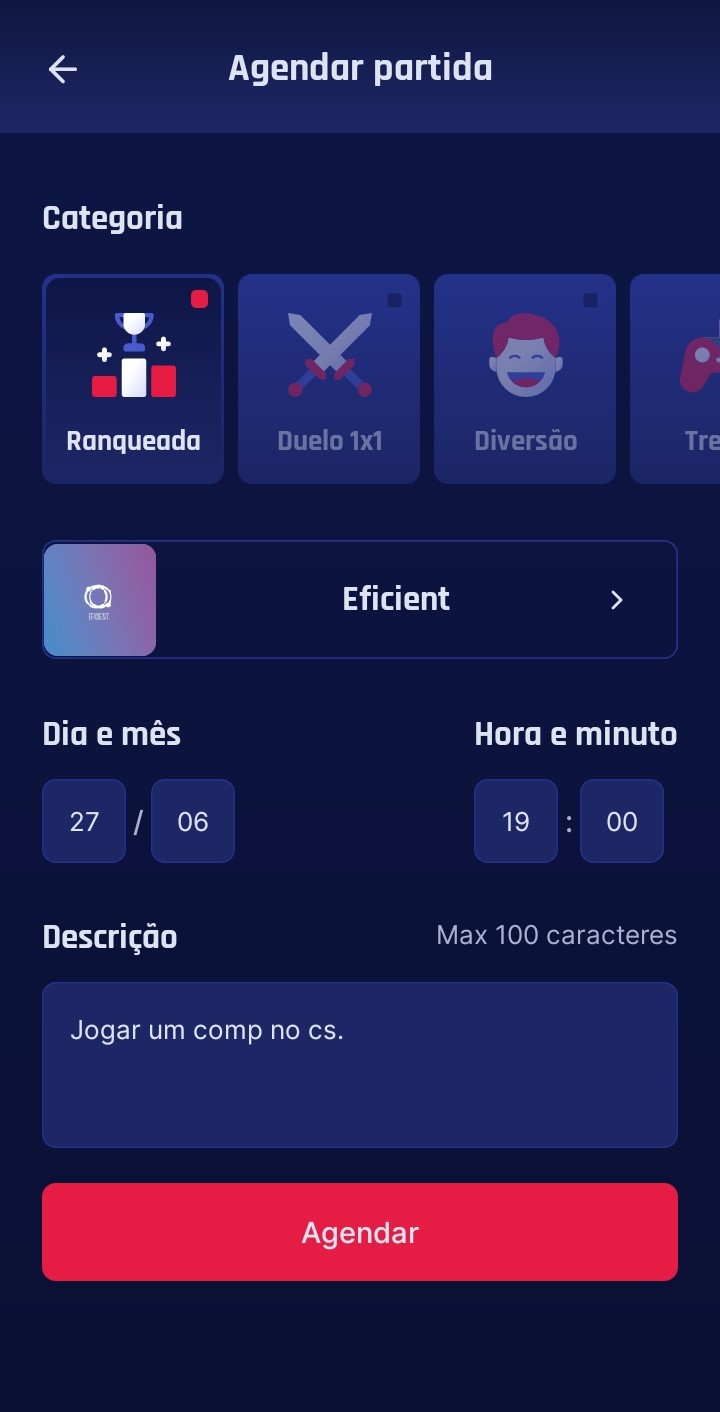 Agendar partida
Categoria
Ranqueada
Duelo 1x1
Diversão
Tre
Eficient
EFICIENT.
Dia e mês
Hora e minuto
27 / 06
19 : 00
Descrição
Max 100 caracteres
Jogar um comp no cs.
Agendar